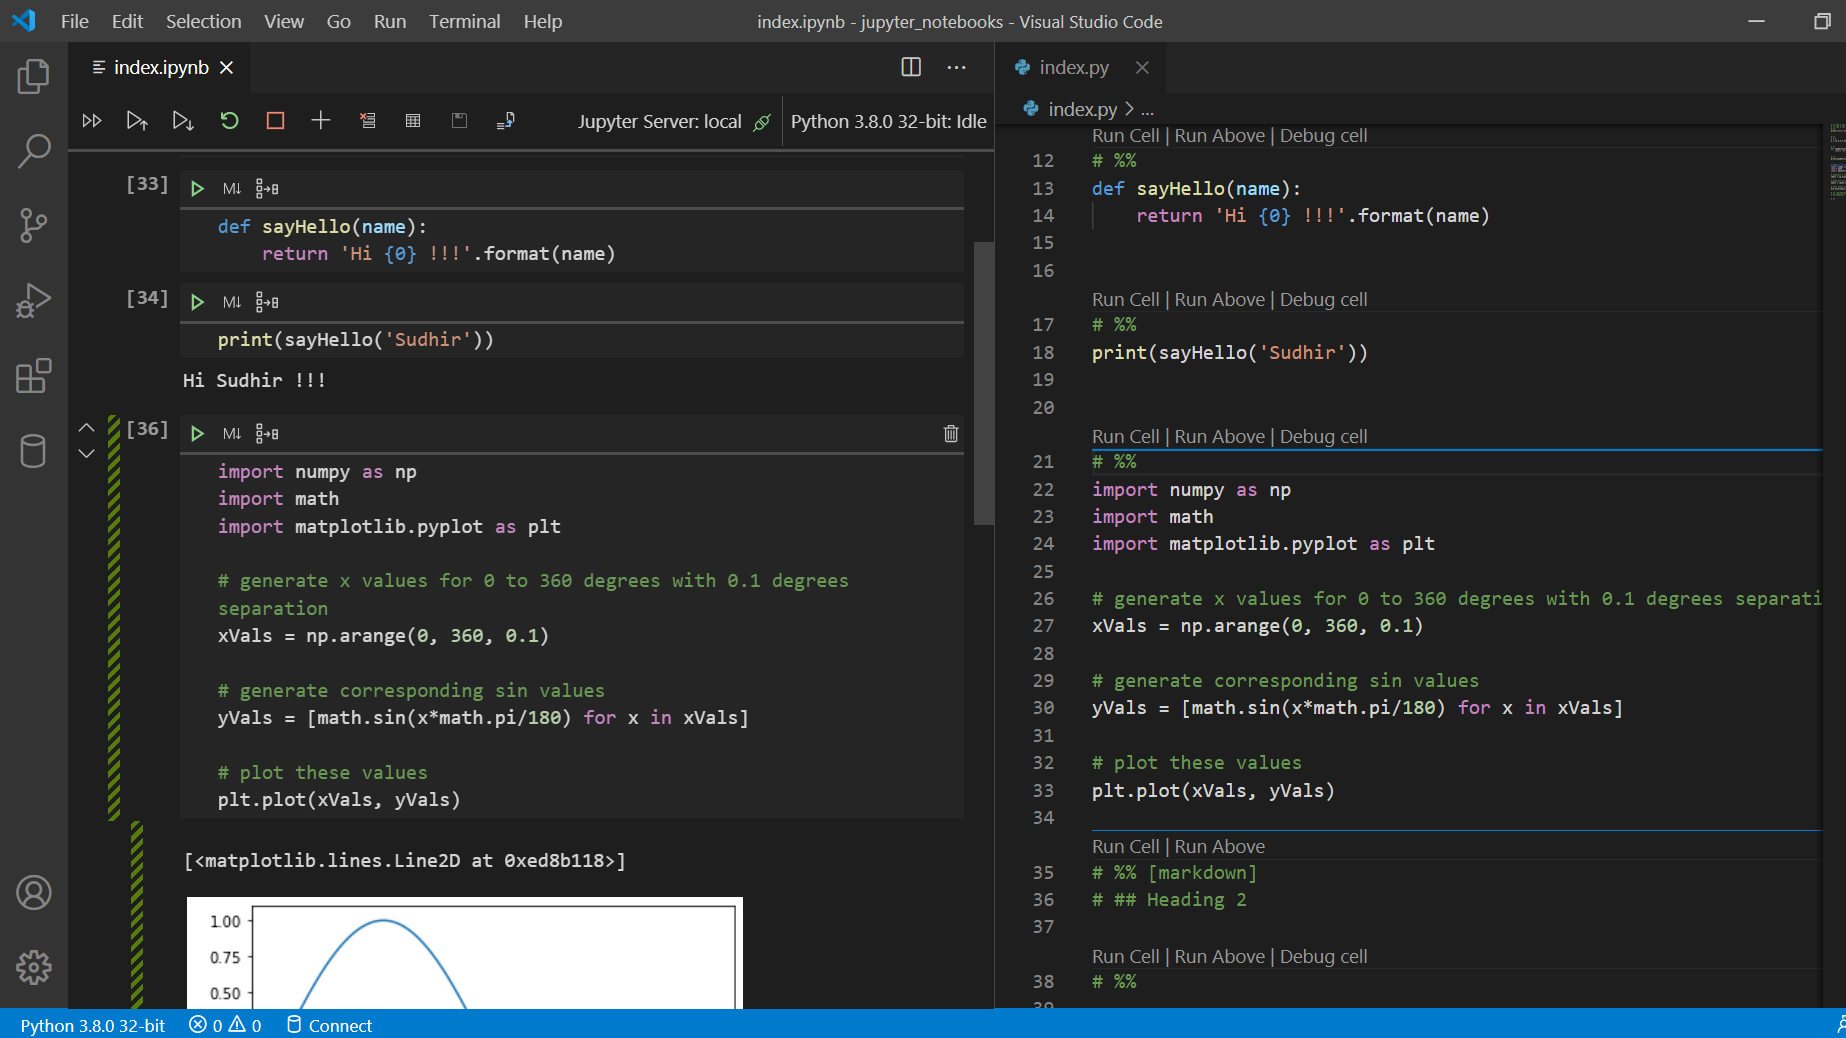 File Edit Selection View Go Run Terminal Help
index.ipynb - jupyter_notebooks - Visual Studio Code
index.ipynb
Jupyter Server: local
Python 3.8.0 32-bit: Idle
[33]
M↓
def sayHello(name):
return 'Hi {0} !!!'.format(name)
[34]
M↓
print(sayHello('Sudhir'))
Hi Sudhir !!!
[36]
M↓
import numpy as np
import math
import matplotlib.pyplot as plt
# generate x values for 0 to 360 degrees with 0.1 degrees
separation
xVals = np.arange(0, 360, 0.1)
# generate corresponding sin values
yVals = [math.sin(x*math.pi/180) for x in xVals]
# plot these values
plt.plot(xVals, yVals)
[<matplotlib.lines.Line2D at 0xed8b118>]
1.00
0.75
0.50
index.py
index.py > ...
Run Cell | Run Above | Debug cell
12 # %%
13 def sayHello(name):
14 return 'Hi {0} !!!'.format(name)
15
16
Run Cell | Run Above | Debug cell
17 # %%
18 print(sayHello('Sudhir'))
19
20
Run Cell | Run Above | Debug cell
21 # %%
22 import numpy as np
23 import math
24 import matplotlib.pyplot as plt
25
26 # generate x values for 0 to 360 degrees with 0.1 degrees separati
27 xVals = np.arange(0, 360, 0.1)
28
29 # generate corresponding sin values
30 yVals = [math.sin(x*math.pi/180) for x in xVals]
31
32 # plot these values
33 plt.plot(xVals, yVals)
34
Run Cell | Run Above
35 # %% [markdown]
36 # ## Heading 2
37
Run Cell | Run Above | Debug cell
38 # %%
39
Python 3.8.0 32-bit 0 0 Connect